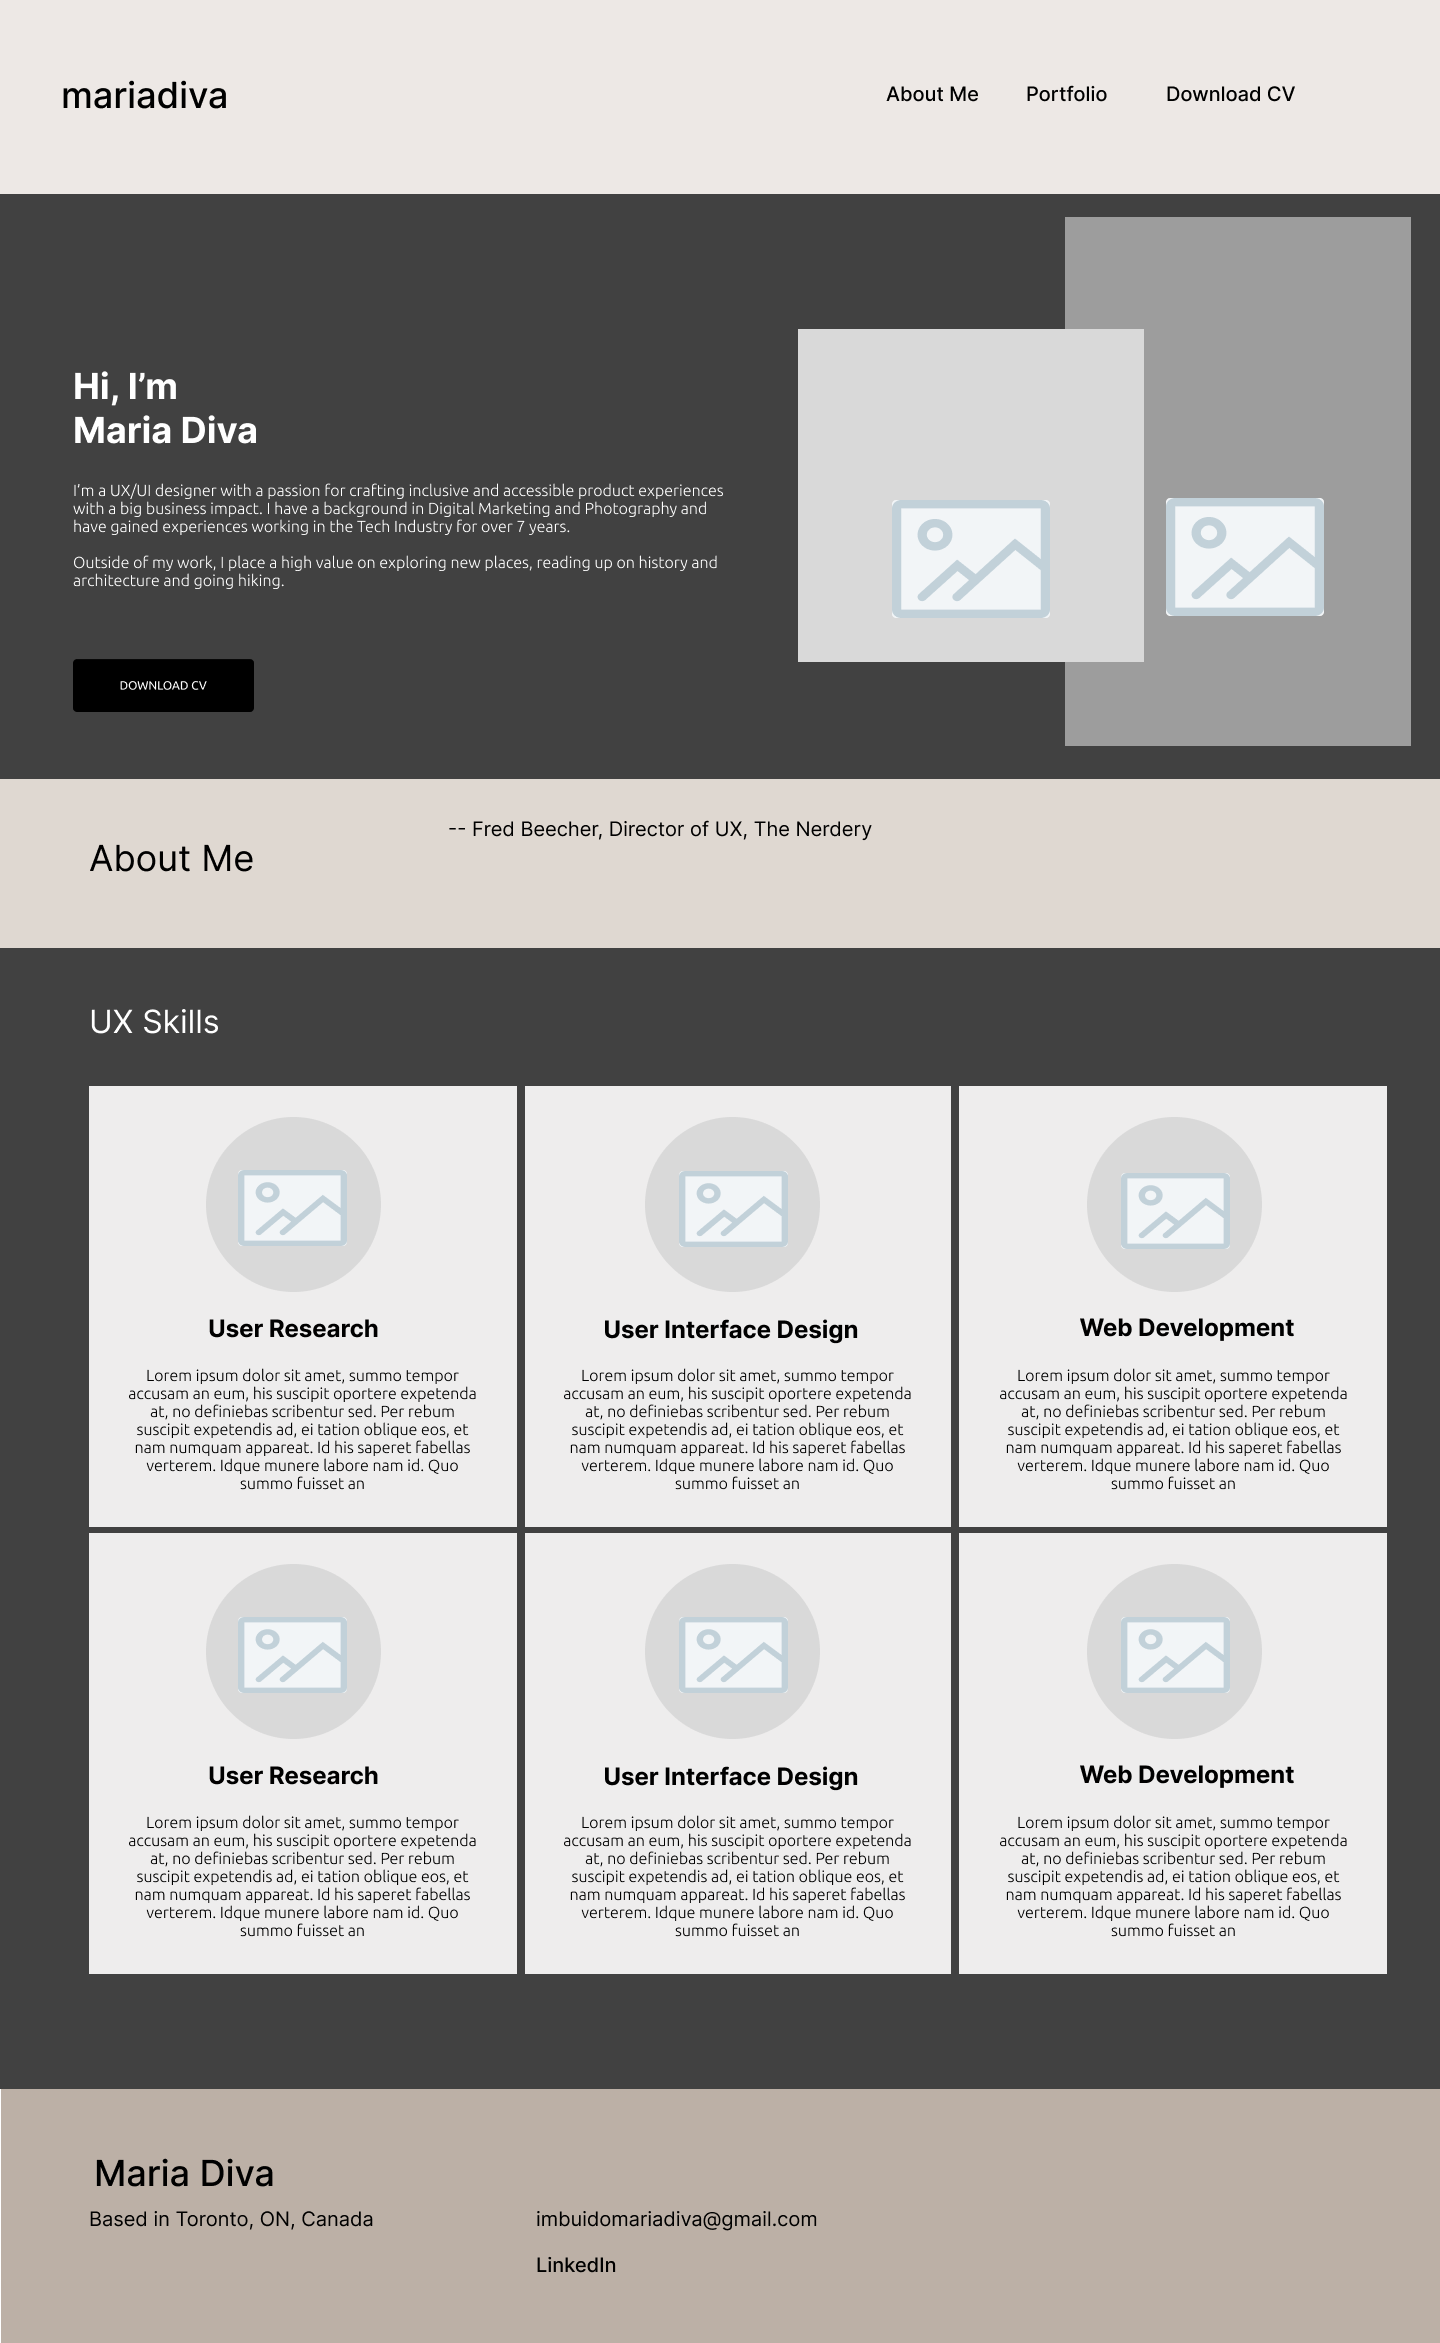 mariadiva
About Me
Portfolio
Download CV
Hi, I’m
Maria Diva
I’m a UX/UI designer with a passion for crafting inclusive and accessible product experiences
with a big business impact. I have a background in Digital Marketing and Photography and
have gained experiences working in the Tech Industry for over 7 years.
Outside of my work, I place a high value on exploring new places, reading up on history and
architecture and going hiking.
DOWNLOAD CV
-- Fred Beecher, Director of UX, The Nerdery
About Me
UX Skills
User Research
Lorem ipsum dolor sit amet, summo tempor
accusam an eum, his suscipit oportere expetenda
at, no definiebas scribentur sed. Per rebum
suscipit expetendis ad, ei tation oblique eos, et
nam numquam appareat. Id his saperet fabellas
verterem. Idque munere labore nam id. Quo
summo fuisset an
User Interface Design
Lorem ipsum dolor sit amet, summo tempor
accusam an eum, his suscipit oportere expetenda
at, no definiebas scribentur sed. Per rebum
suscipit expetendis ad, ei tation oblique eos, et
nam numquam appareat. Id his saperet fabellas
verterem. Idque munere labore nam id. Quo
summo fuisset an
Web Development
Lorem ipsum dolor sit amet, summo tempor
accusam an eum, his suscipit oportere expetenda
at, no definiebas scribentur sed. Per rebum
suscipit expetendis ad, ei tation oblique eos, et
nam numquam appareat. Id his saperet fabellas
verterem. Idque munere labore nam id. Quo
summo fuisset an
User Research
Lorem ipsum dolor sit amet, summo tempor
accusam an eum, his suscipit oportere expetenda
at, no definiebas scribentur sed. Per rebum
suscipit expetendis ad, ei tation oblique eos, et
nam numquam appareat. Id his saperet fabellas
verterem. Idque munere labore nam id. Quo
summo fuisset an
User Interface Design
Lorem ipsum dolor sit amet, summo tempor
accusam an eum, his suscipit oportere expetenda
at, no definiebas scribentur sed. Per rebum
suscipit expetendis ad, ei tation oblique eos, et
nam numquam appareat. Id his saperet fabellas
verterem. Idque munere labore nam id. Quo
summo fuisset an
Web Development
Lorem ipsum dolor sit amet, summo tempor
accusam an eum, his suscipit oportere expetenda
at, no definiebas scribentur sed. Per rebum
suscipit expetendis ad, ei tation oblique eos, et
nam numquam appareat. Id his saperet fabellas
verterem. Idque munere labore nam id. Quo
summo fuisset an
Maria Diva
Based in Toronto, ON, Canada
imbuidomariadiva@gmail.com
LinkedIn